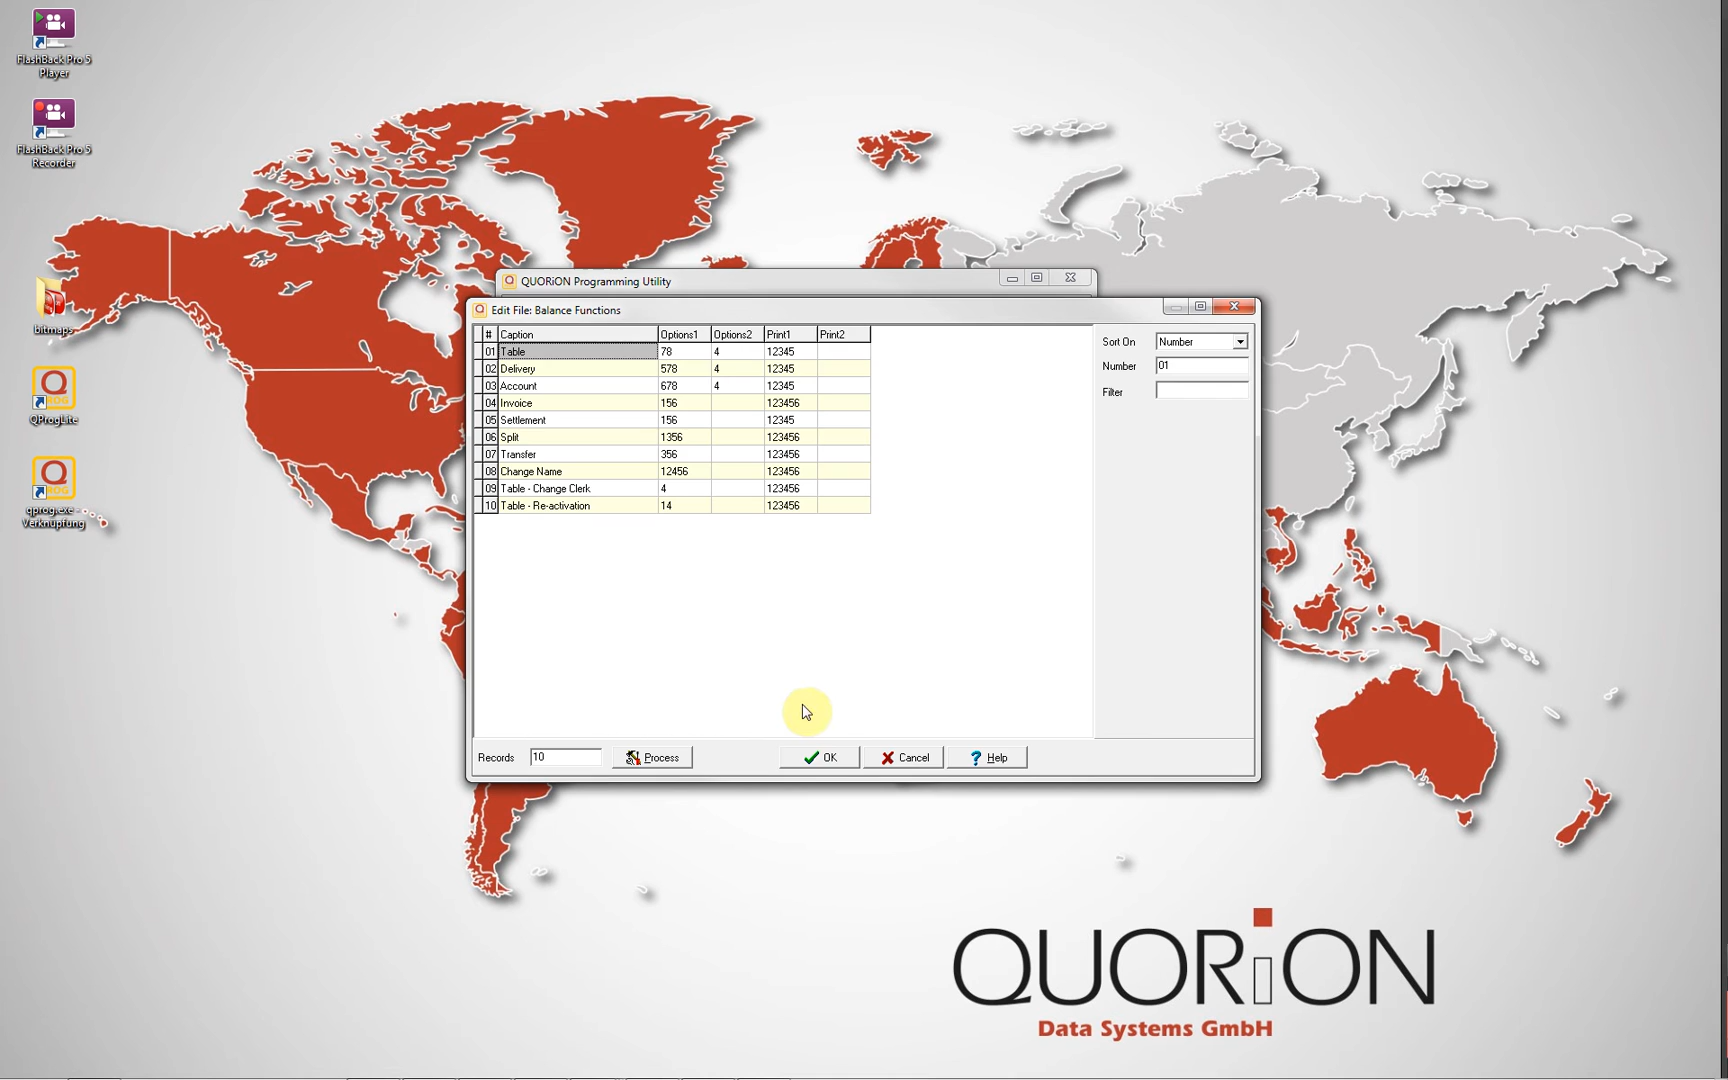 FlashBack Pro 5
Player
FlashBack Pro 5
Recorder
bitmaps
QProgLite
qprog.exe -
Verknüpfung
QUORiON Programming Utility
Edit File: Balance Functions
# Caption Options1 Options2 Print1 Print2
01 Table 78 4 12345
02 Delivery 578 4 12345
03 Account 678 4 12345
04 Invoice 156 123456
05 Settlement 156 12345
06 Split 1356 123456
07 Transfer 356 123456
08 Change Name 12456 123456
09 Table - Change Clerk 4 123456
10 Table - Re-activation 14 123456
Sort On Number
Number 01
Filter
Records 10 Process OK Cancel Help
QUORiON
Data Systems GmbH